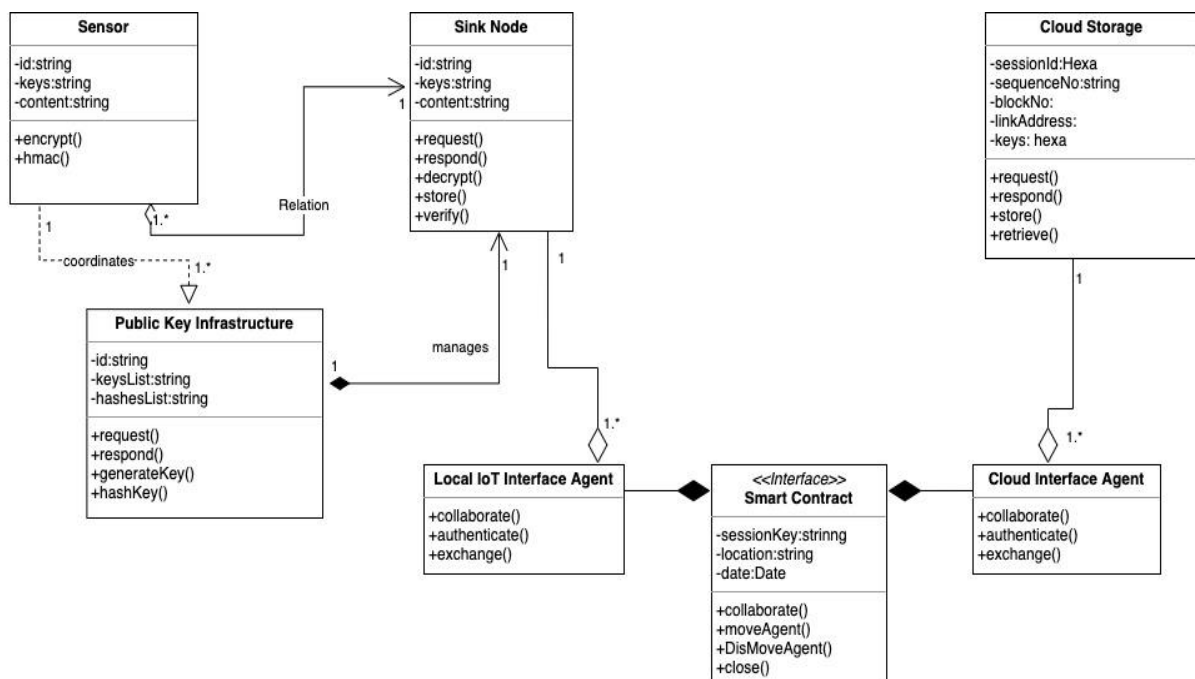 Sensor
-id:string
-keys:string
-content:string
+encrypt()
+hmac()
Sink Node
-id:string
-keys:string
-content:string
+request()
+respond()
+decrypt()
+store()
+verify()
Cloud Storage
-sessionId:Hexa
-sequenceNo:string
-blockNo:
-linkAddress:
-keys: hexa
+request()
+respond()
+store()
+retrieve()
1
Relation
1.*
1
coordinates
1.*
Public Key Infrastructure
-id:string
-keysList:string
-hashesList:string
+request()
+respond()
+generateKey()
+hashKey()
1
manages
1
1
1.*
1
1.*
Local IoT Interface Agent
+collaborate()
+authenticate()
+exchange()
<<Interface>>
Smart Contract
-sessionKey:strinng
-location:string
-date:Date
+collaborate()
+moveAgent()
+DisMoveAgent()
+close()
Cloud Interface Agent
+collaborate()
+authenticate()
+exchange()